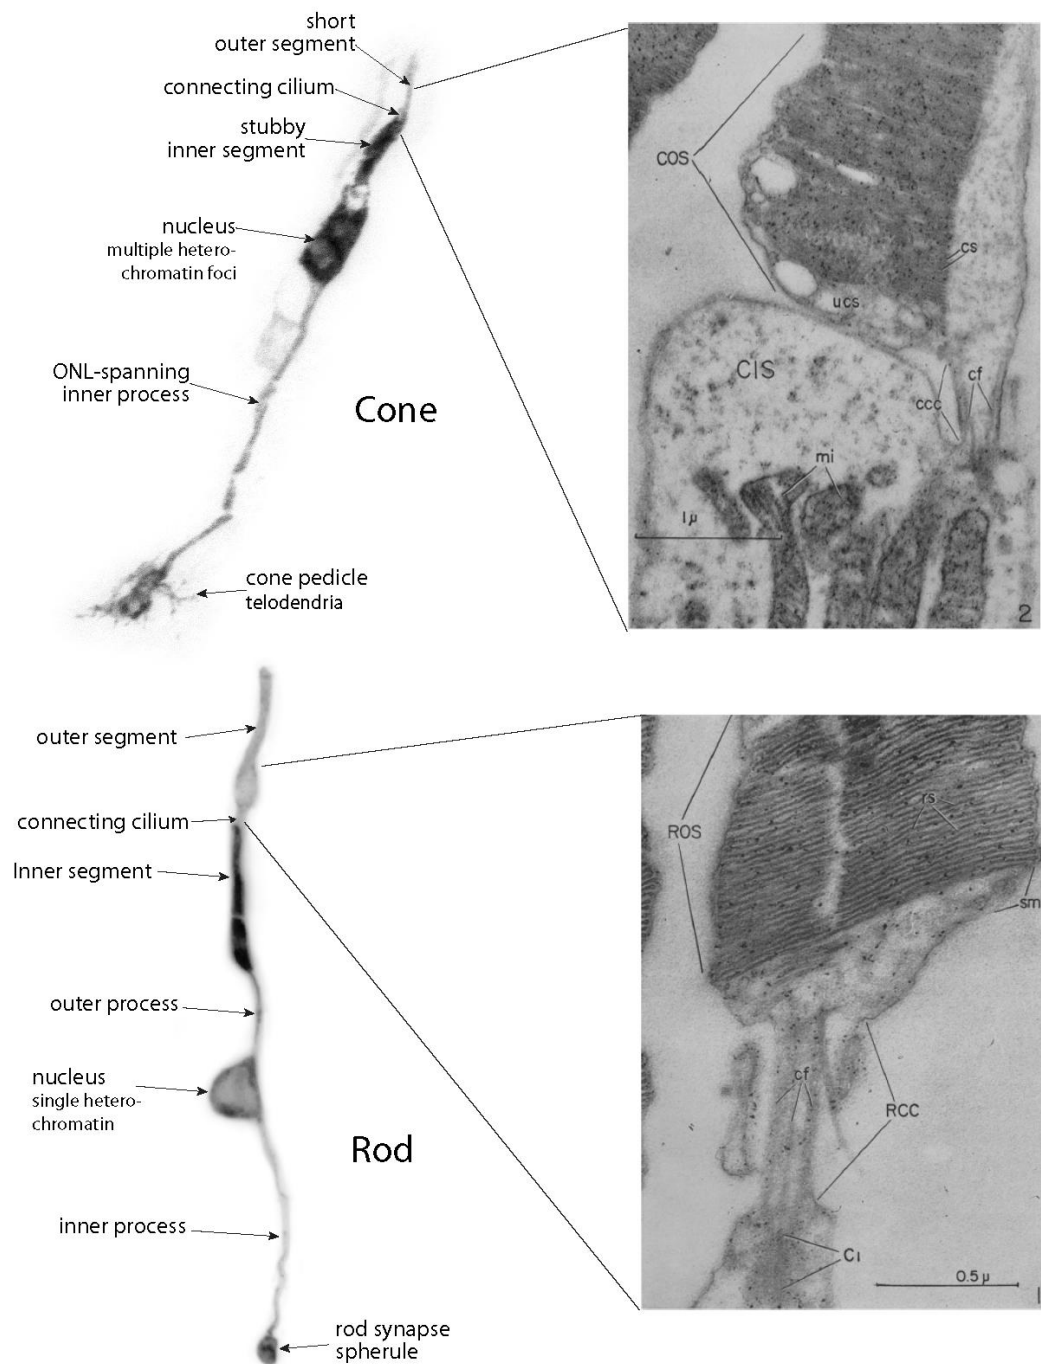 short
outer segment
connecting cilium
stubby
inner segment
nucleus
multiple hetero-
chromatin foci
ONL-spanning
inner process
Cone
cone pedicle
telodendria
COS
cs
ucs
CIS
ccc
cf
mi
1μ
2
outer segment
connecting cilium
Inner segment
outer process
nucleus
single hetero-
chromatin
Rod
inner process
rod synapse
spherule
ROS
rs
sm
cf
RCC
C1
0.5μ
1